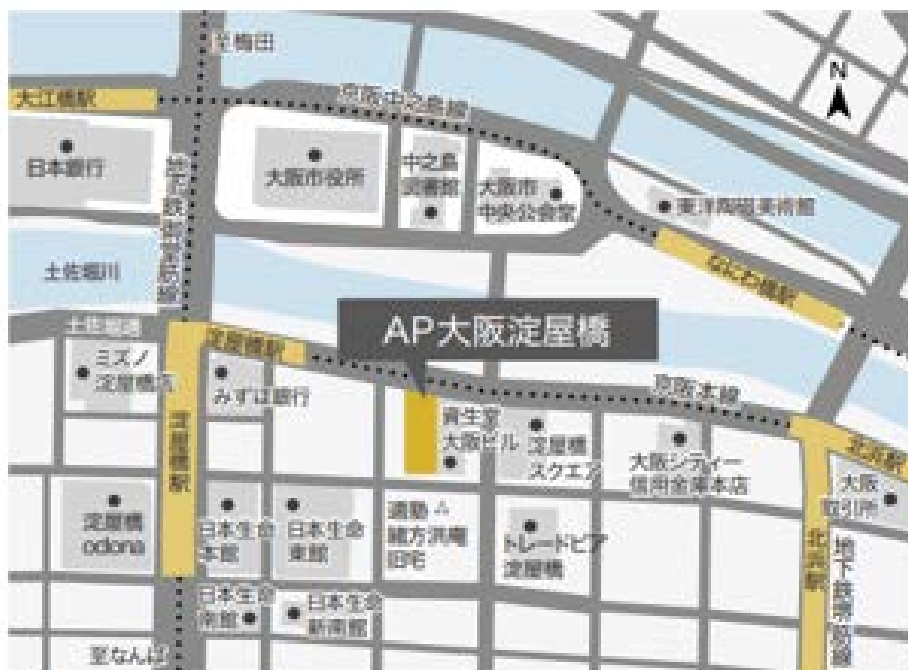 至梅田
N
大江橋駅
京阪中之島線
日本銀行
大阪市役所
中之島
図書館
大阪市
中央公会堂
東洋陶磁美術館
地下鉄御堂筋線
なにわ橋駅
土佐堀川
土佐堀通
淀屋橋駅
AP大阪淀屋橋
京阪本線
ミズノ
淀屋橋店
みずほ銀行
淀屋橋駅
資生堂
大阪ビル
淀屋橋
スクエア
大阪シティー
信用金庫本店
北浜駅
大阪
取引所
淀屋橋
odona
日本生命
本館
日本生命
東館
適塾
緒方洪庵
旧宅
トレードピア
淀屋橋
北浜駅
地下鉄堺筋線
日本生命
南館
日本生命
新南館
至なんば